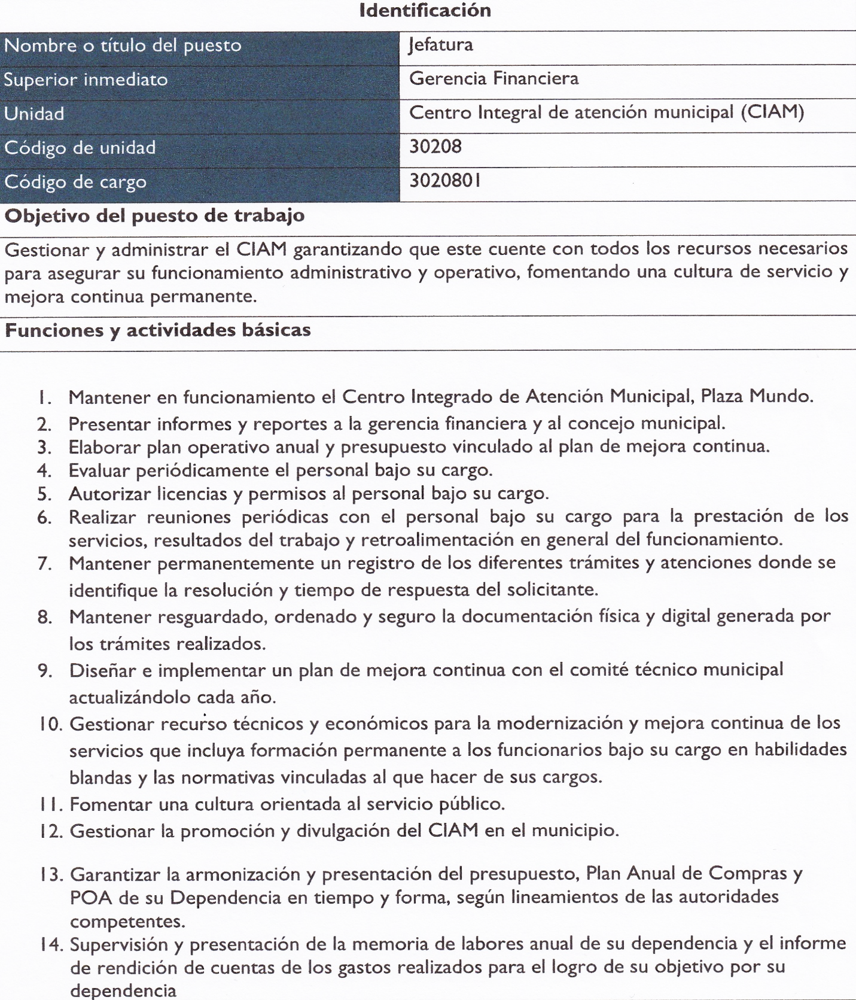 Identificación
Nombre o título del puesto Jefatura
Superior inmediato Gerencia Financiera
Unidad Centro Integral de atención municipal (CIAM)
Código de unidad 30208
Código de cargo 3020801
Objetivo del puesto de trabajo
Gestionar y administrar el CIAM garantizando que este cuente con todos los recursos necesarios
para asegurar su funcionamiento administrativo y operativo, fomentando una cultura de servicio y
mejora continua permanente.
Funciones y actividades básicas
1. Mantener en funcionamiento el Centro Integrado de Atención Municipal, Plaza Mundo.
2. Presentar informes y reportes a la gerencia financiera y al concejo municipal.
3. Elaborar plan operativo anual y presupuesto vinculado al plan de mejora continua.
4. Evaluar periódicamente el personal bajo su cargo.
5. Autorizar licencias y permisos al personal bajo su cargo.
6. Realizar reuniones periódicas con el personal bajo su cargo para la prestación de los
servicios, resultados del trabajo y retroalimentación en general del funcionamiento.
7. Mantener permanentemente un registro de los diferentes trámites y atenciones donde se
identifique la resolución y tiempo de respuesta del solicitante.
8. Mantener resguardado, ordenado y seguro la documentación física y digital generada por
los trámites realizados.
9. Diseñar e implementar un plan de mejora continua con el comité técnico municipal
actualizándolo cada año.
10. Gestionar recurso técnicos y económicos para la modernización y mejora continua de los
servicios que incluya formación permanente a los funcionarios bajo su cargo en habilidades
blandas y las normativas vinculadas al que hacer de sus cargos.
11. Fomentar una cultura orientada al servicio público.
12. Gestionar la promoción y divulgación del CIAM en el municipio.
13. Garantizar la armonización y presentación del presupuesto, Plan Anual de Compras y
POA de su Dependencia en tiempo y forma, según lineamientos de las autoridades
competentes.
14. Supervisión y presentación de la memoria de labores anual de su dependencia y el informe
de rendición de cuentas de los gastos realizados para el logro de su objetivo por su
dependencia